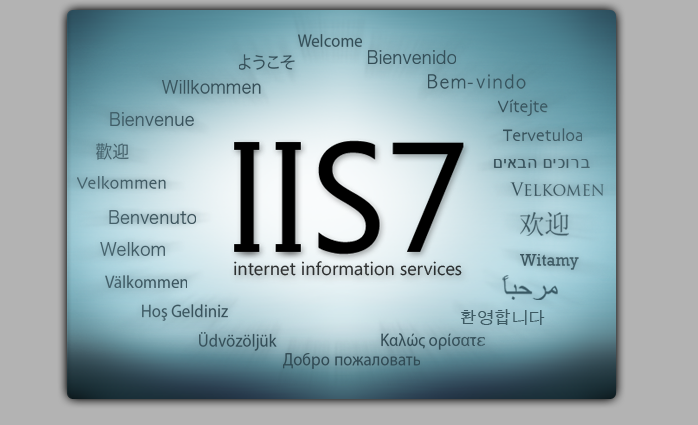 Welcome
Bienvenido
ようこそ
Bem-vindo
Willkommen
Vítejte
Bienvenue
Tervetuloa
歡迎
ברוכים הבאים
Velkommen
VELKOMEN
IIS7
internet information services
Benvenuto
欢迎
Welkom
Witamy
Välkommen
مرحباً
Hoş Geldiniz
환영합니다
Üdvözöljük
Καλώς ορίσατε
Добро пожаловать